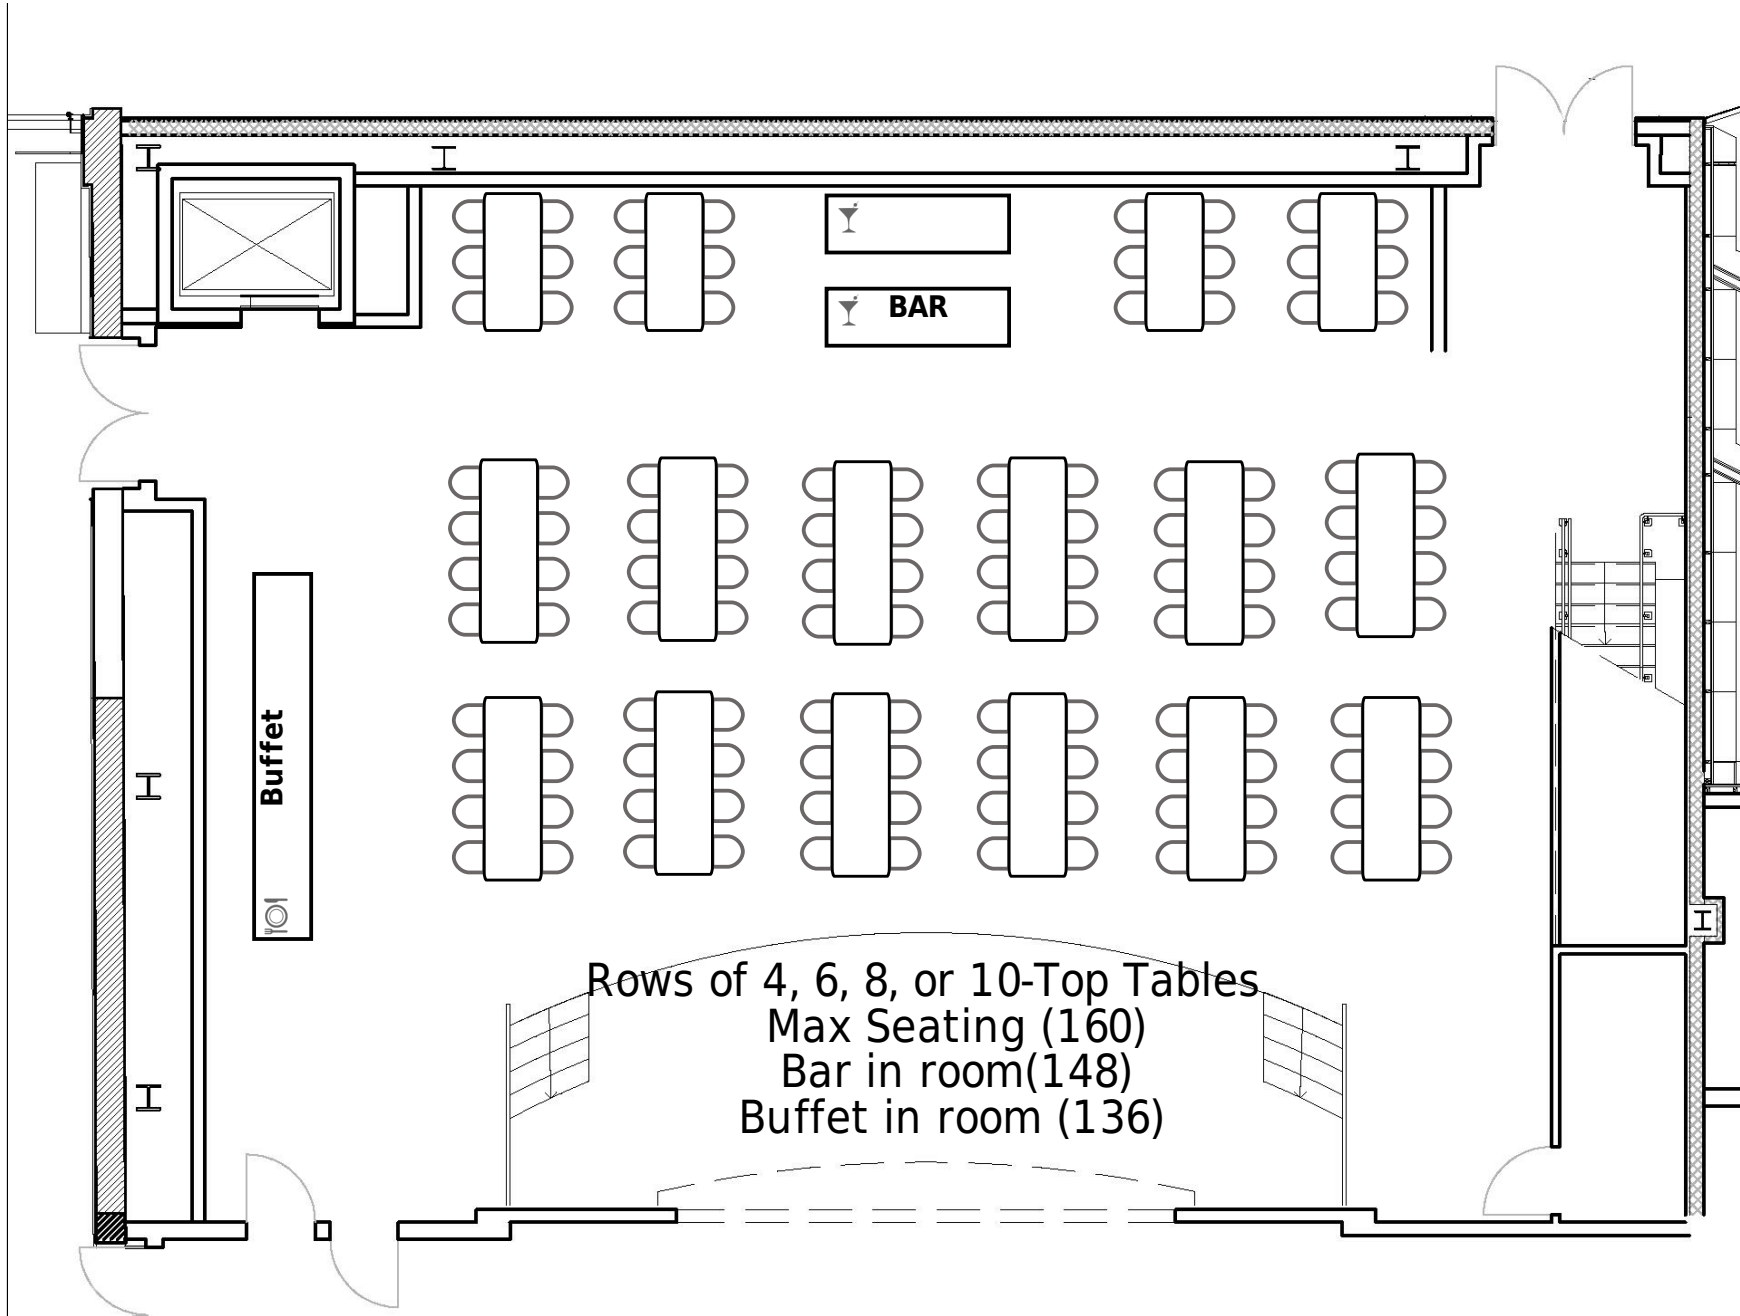 BAR
Buffet
Rows of 4, 6, 8, or 10-Top Tables
Max Seating (160)
Bar in room(148)
Buffet in room (136)